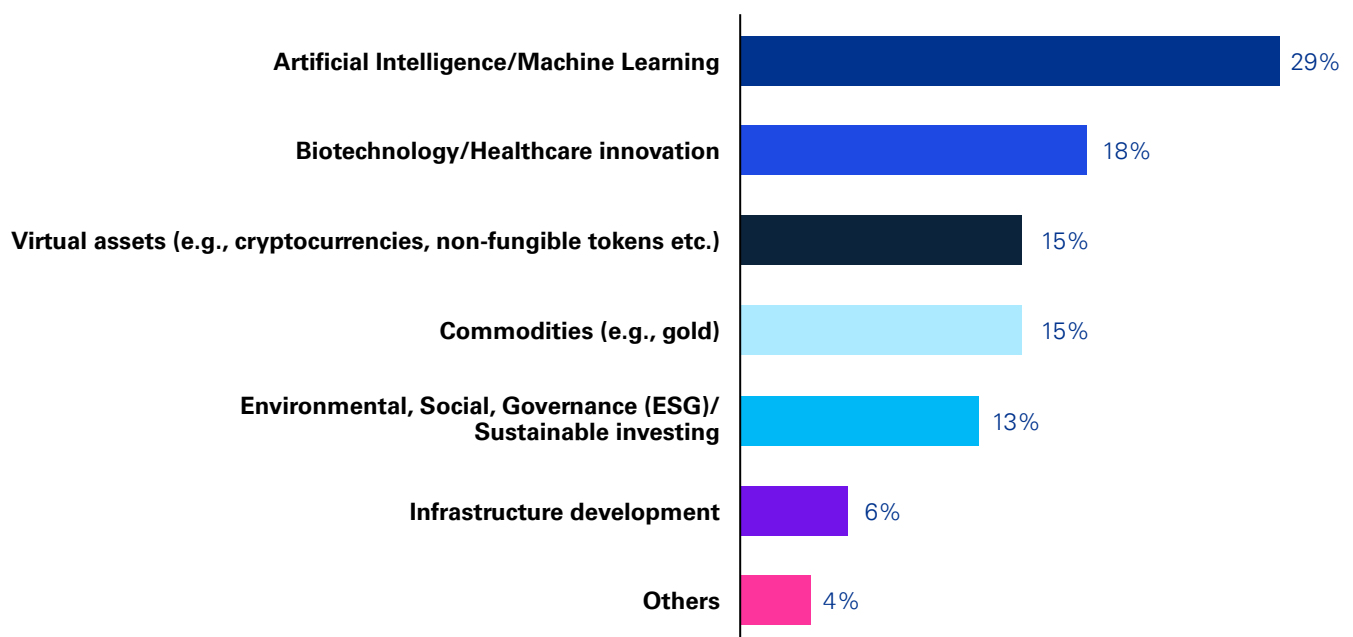 Artificial Intelligence/Machine Learning 29%
Biotechnology/Healthcare innovation 18%
Virtual assets (e.g., cryptocurrencies, non-fungible tokens etc.) 15%
Commodities (e.g., gold) 15%
Environmental, Social, Governance (ESG)/
Sustainable investing 13%
Infrastructure development 6%
Others 4%